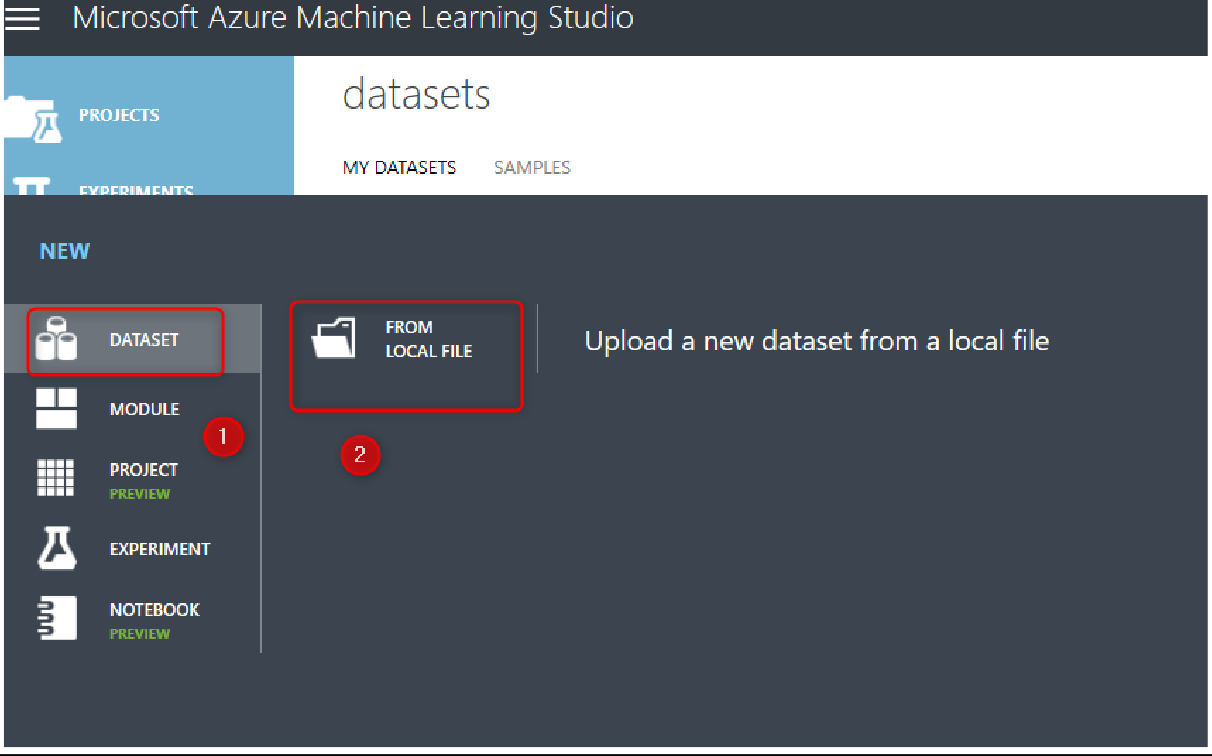 Microsoft Azure Machine Learning Studio
PROJECTS
EXPERIMENTS
datasets
MY DATASETS SAMPLES
NEW
DATASET
MODULE
1
PROJECT
PREVIEW
EXPERIMENT
NOTEBOOK
PREVIEW
FROM
LOCAL FILE
2
Upload a new dataset from a local file